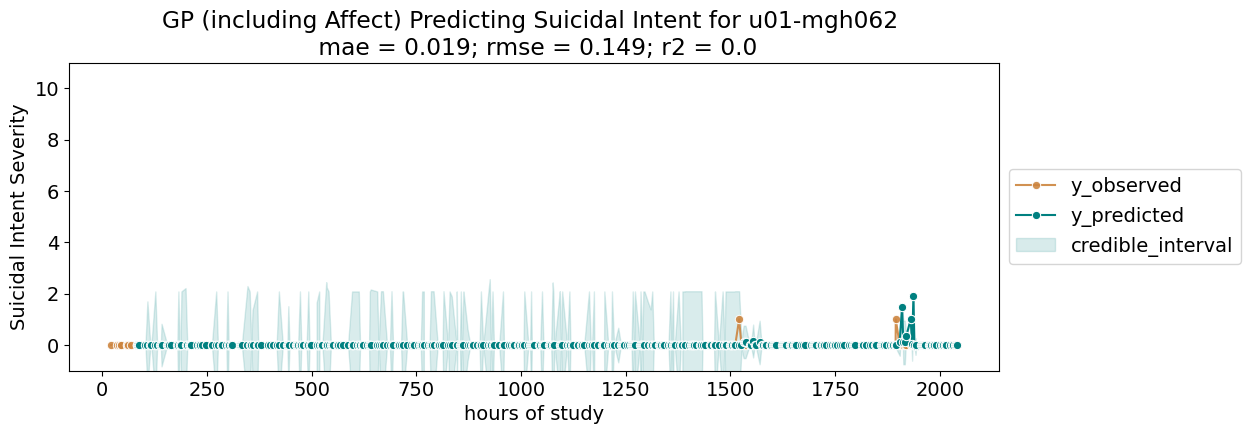 GP (including Affect) Predicting Suicidal Intent for u01-mgh062
mae = 0.019; rmse = 0.149; r2 = 0.0
Suicidal Intent Severity
10
8
6
4
2
0
0 250 500 750 1000 1250 1500 1750 2000
hours of study
y_observed
y_predicted
credible_interval